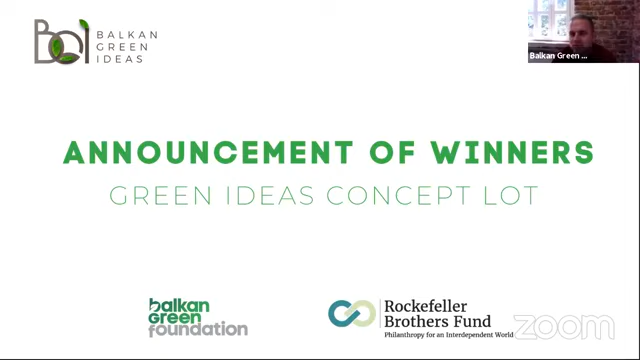 BGI BALKAN
GREEN
IDEAS
Balkan Green ...
ANNOUNCEMENT OF WINNERS
GREEN IDEAS CONCEPT LOT
balkan
green
foundation
Rockefeller
Brothers Fund
Philanthropy for an Interdependent World
zoom